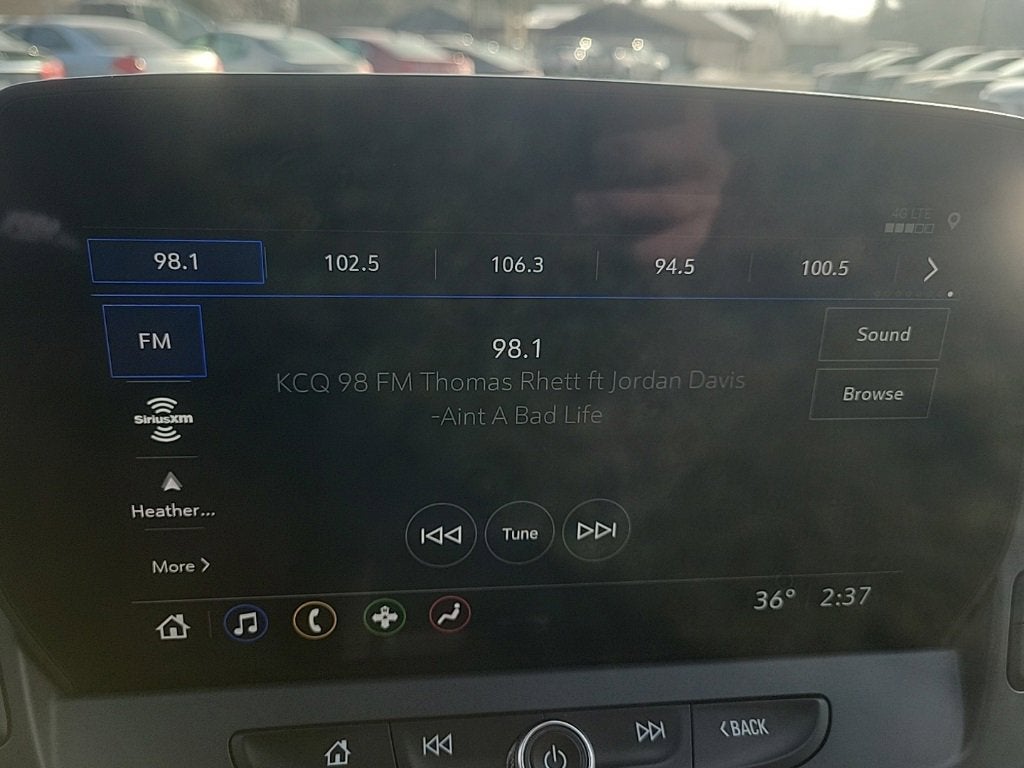 4G LTE
98.1
102.5
106.3
94.5
100.5
FM
98.1
Sound
KCQ 98 FM Thomas Rhett ft Jordan Davis
-Aint A Bad Life
Browse
SiriusXM
Heather...
Tune
More
36° 2:37
BACK